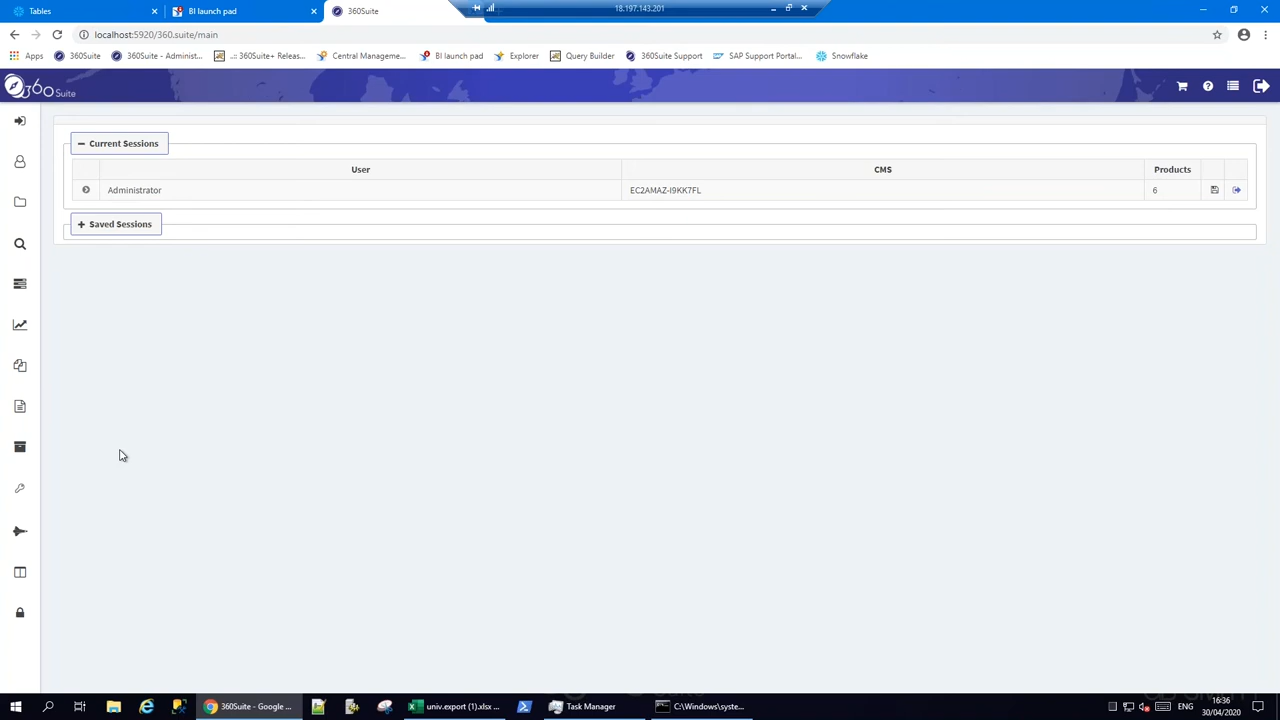 Tables
BI launch pad
360Suite
18.197.143.201
localhost:5920/360.suite/main
Apps
360Suite
360Suite - Administ...
.:: 360Suite+ Releas...
Central Manageme...
BI launch pad
Explorer
Query Builder
360Suite Support
SAP Support Portal...
Snowflake
360 Suite
Current Sessions
User
CMS
Products
Administrator
EC2AMAZ-I9KK7FL
6
Saved Sessions
360Suite - Google ...
univ.export (1).xlsx ...
Task Manager
C:\Windows\syste...
ENG
16:36
30/04/2020